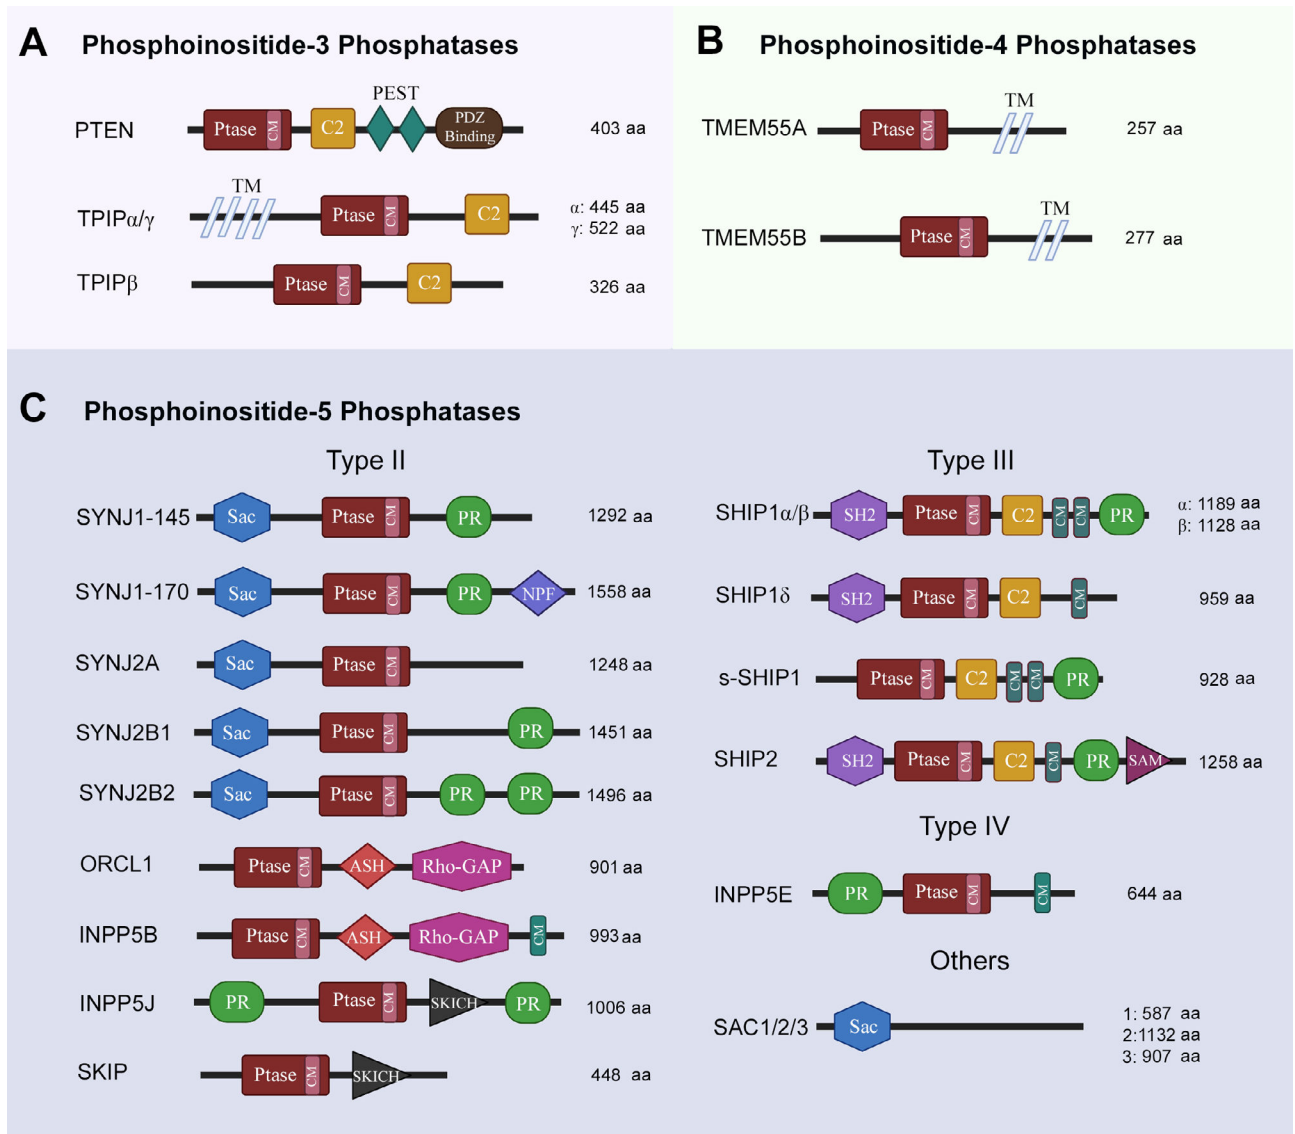 A Phosphoinositide-3 Phosphatases
PEST
PTEN Ptase CM C2 PDZ Binding 403 aa
TM
TPIPα/γ Ptase CM C2 α: 445 aa
γ: 522 aa
TPIPβ Ptase CM C2 326 aa
B Phosphoinositide-4 Phosphatases
TM
TMEM55A Ptase CM 257 aa
TM
TMEM55B Ptase CM 277 aa
C Phosphoinositide-5 Phosphatases
Type II
SYNJ1-145 Sac Ptase CM PR 1292 aa
SYNJ1-170 Sac Ptase CM PR NPF 1558 aa
SYNJ2A Sac Ptase CM 1248 aa
SYNJ2B1 Sac Ptase CM PR 1451 aa
SYNJ2B2 Sac Ptase CM PR PR 1496 aa
ORCL1 Ptase CM ASH Rho-GAP 901 aa
INPP5B Ptase CM ASH Rho-GAP CM 993 aa
INPP5J PR Ptase CM SKICH PR 1006 aa
SKIP Ptase CM SKICH 448 aa
Type III
SHIP1α/β SH2 Ptase CM C2 CM CM PR α: 1189 aa
β: 1128 aa
SHIP1δ SH2 Ptase CM C2 CM 959 aa
s-SHIP1 Ptase CM C2 CM CM PR 928 aa
SHIP2 SH2 Ptase CM C2 CM PR SAM 1258 aa
Type IV
INPP5E PR Ptase CM CM 644 aa
Others
SAC1/2/3 Sac 1: 587 aa
2:1132 aa
3: 907 aa